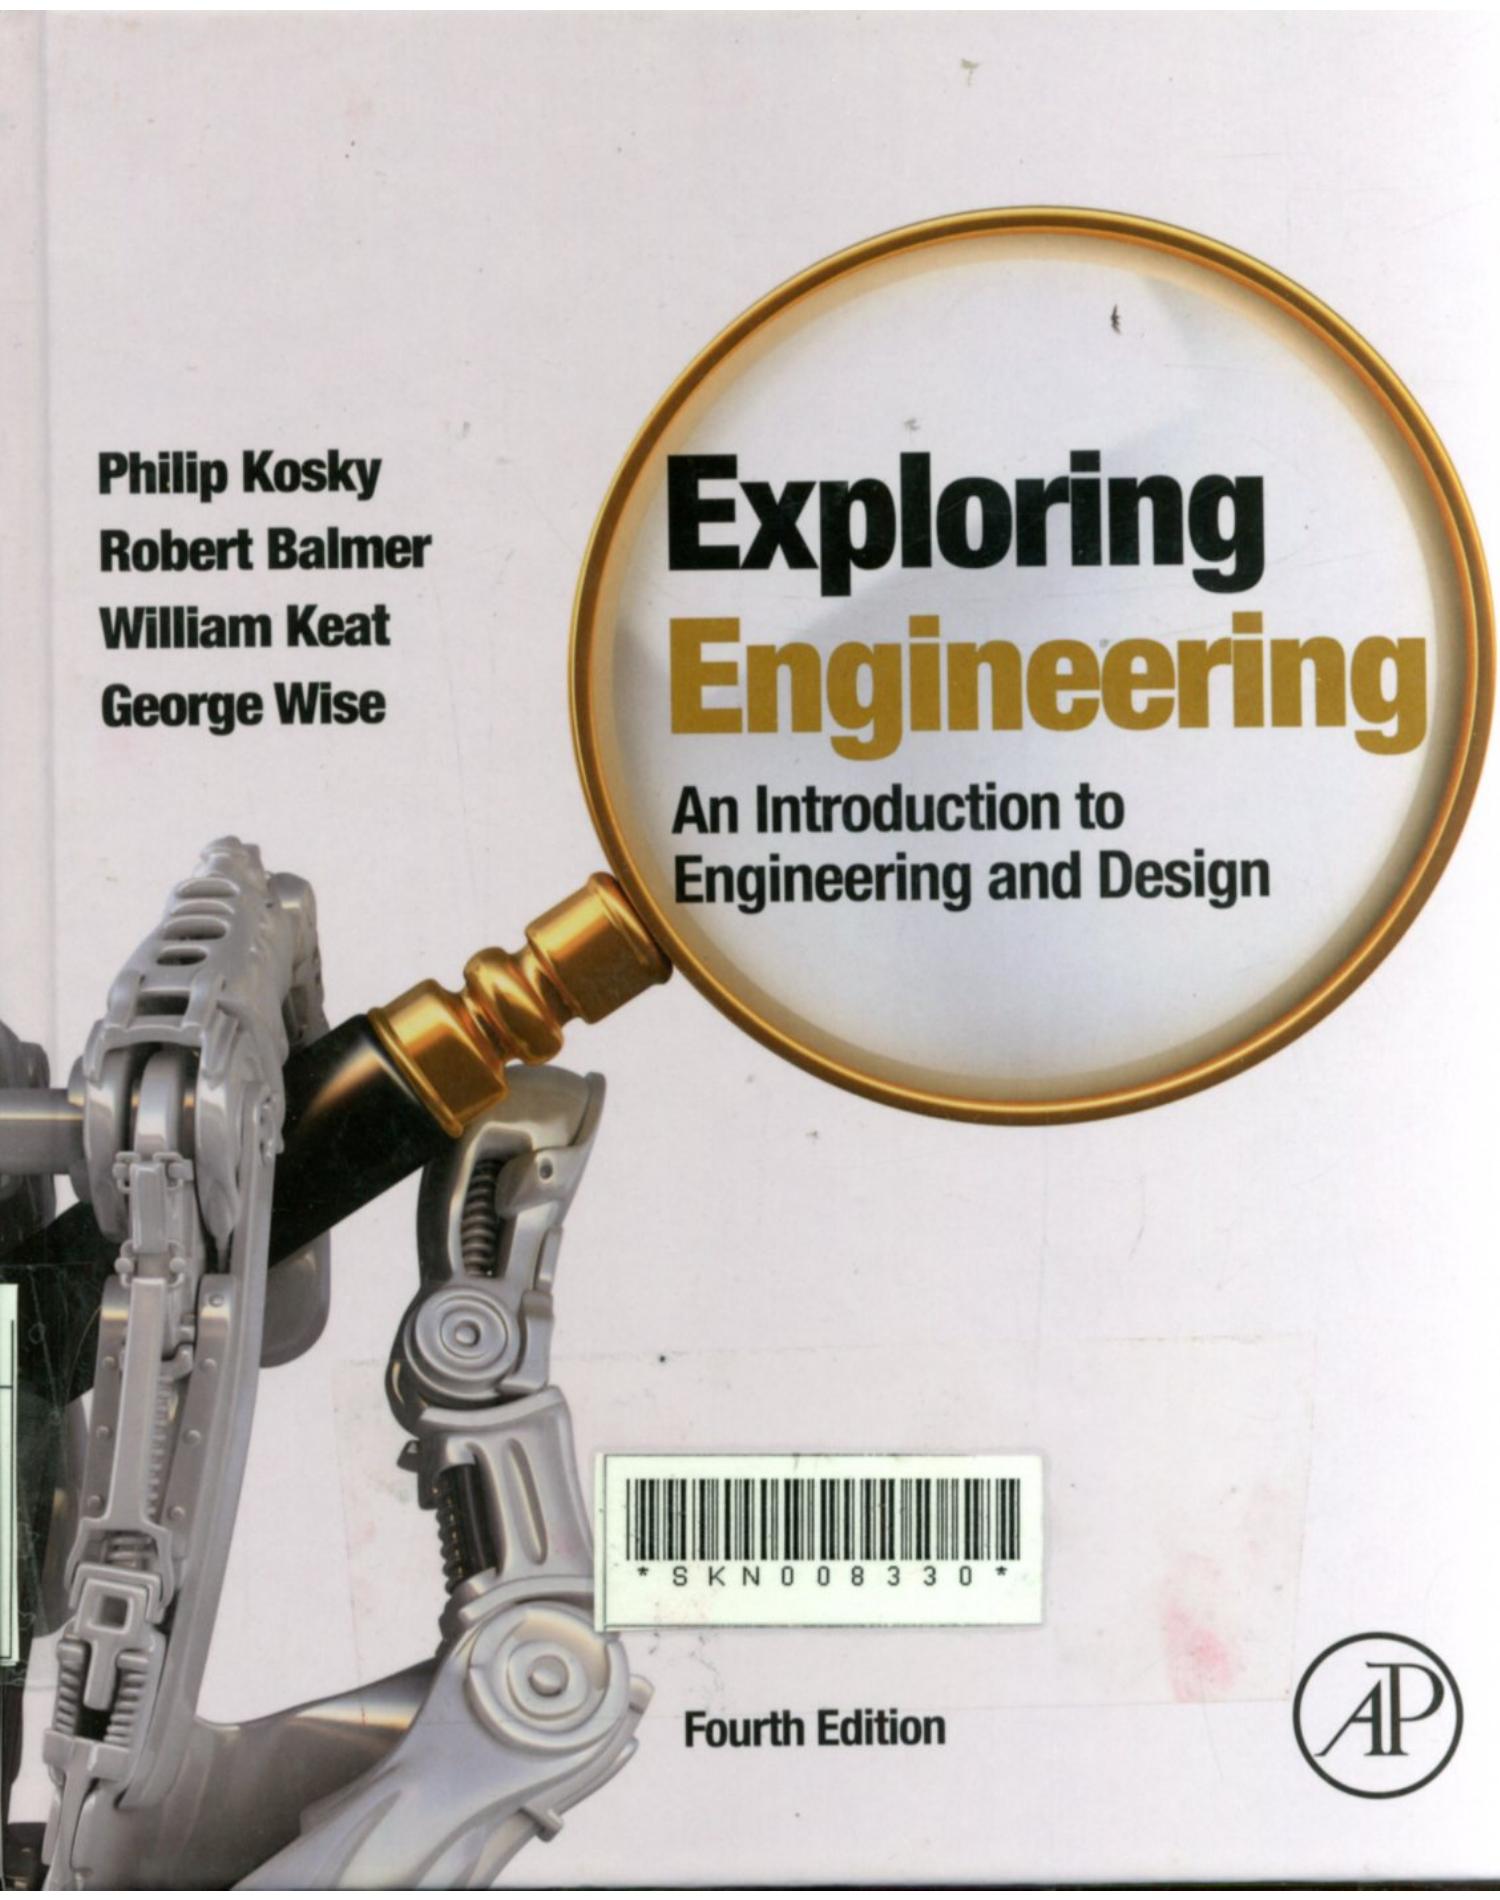 Philip Kosky
Robert Balmer
William Keat
George Wise
Exploring
Engineering
An Introduction to
Engineering and Design
*SKN008330*
Fourth Edition
AP